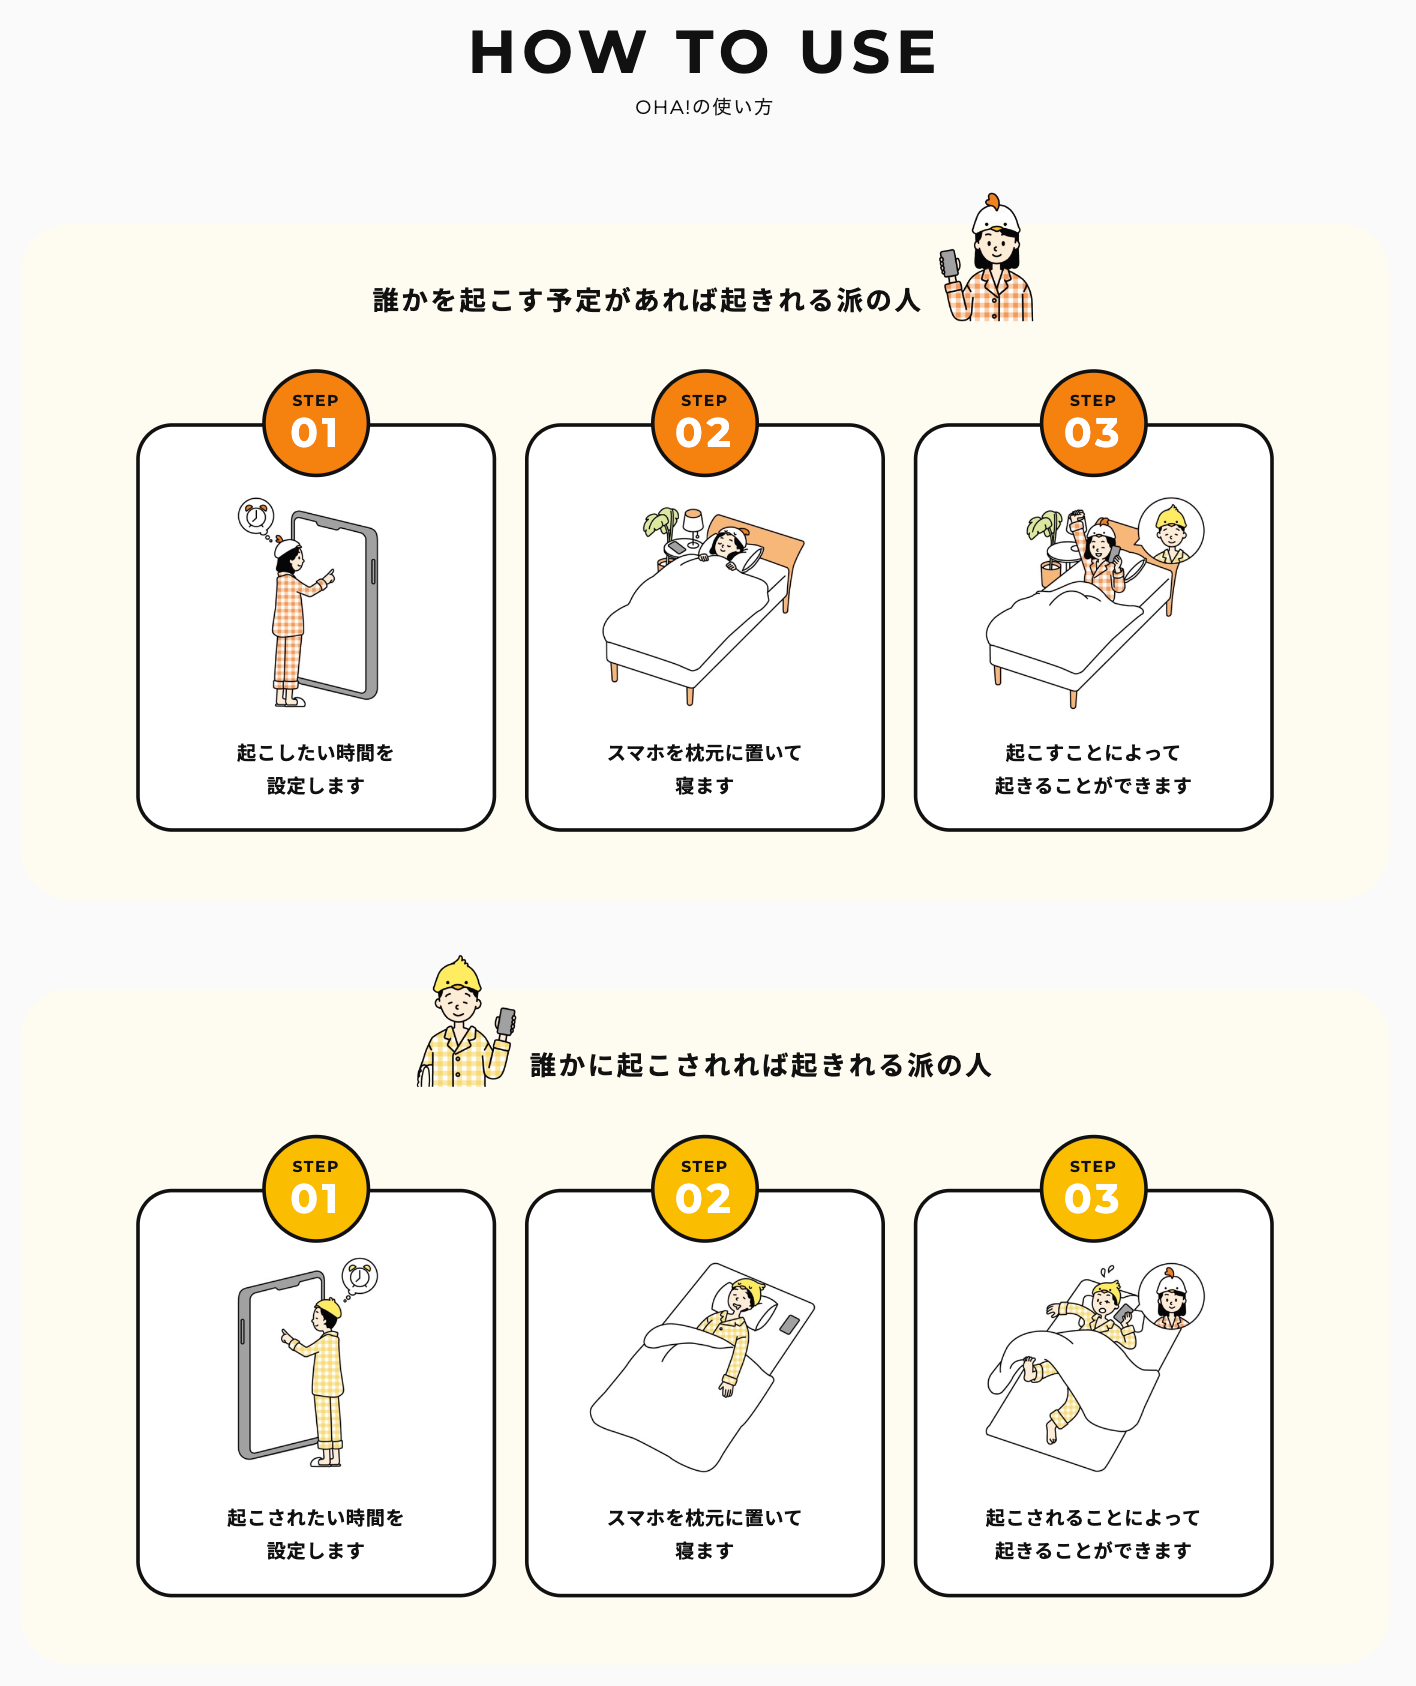 HOW TO USE
OHA!の使い方
誰かを起こす予定があれば起きれる派の人
STEP
01
起こしたい時間を
設定します
STEP
02
スマホを枕元に置いて
寝ます
STEP
03
起こすことによって
起きることができます
誰かに起こされれば起きれる派の人
STEP
01
起こされたい時間を
設定します
STEP
02
スマホを枕元に置いて
寝ます
STEP
03
起こされることによって
起きることができます